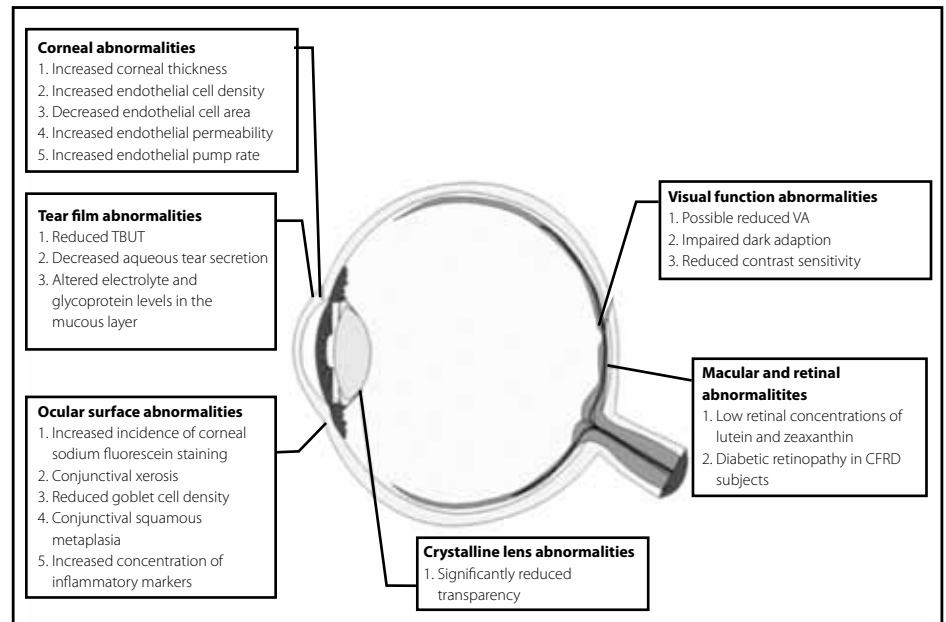 Corneal abnormalities
1. Increased corneal thickness
2. Increased endothelial cell density
3. Decreased endothelial cell area
4. Increased endothelial permeability
5. Increased endothelial pump rate
Tear film abnormalities
1. Reduced TBUT
2. Decreased aqueous tear secretion
3. Altered electrolyte and
glycoprotein levels in the
mucous layer
Ocular surface abnormalities
1. Increased incidence of corneal
sodium fluorescein staining
2. Conjunctival xerosis
3. Reduced goblet cell density
4. Conjunctival squamous
metaplasia
5. Increased concentration of
inflammatory markers
Visual function abnormalities
1. Possible reduced VA
2. Impaired dark adaption
3. Reduced contrast sensitivity
Macular and retinal
abnormalitites
1. Low retinal concentrations of
lutein and zeaxanthin
2. Diabetic retinopathy in CFRD
subjects
Crystalline lens abnormalities
1. Significantly reduced
transparency